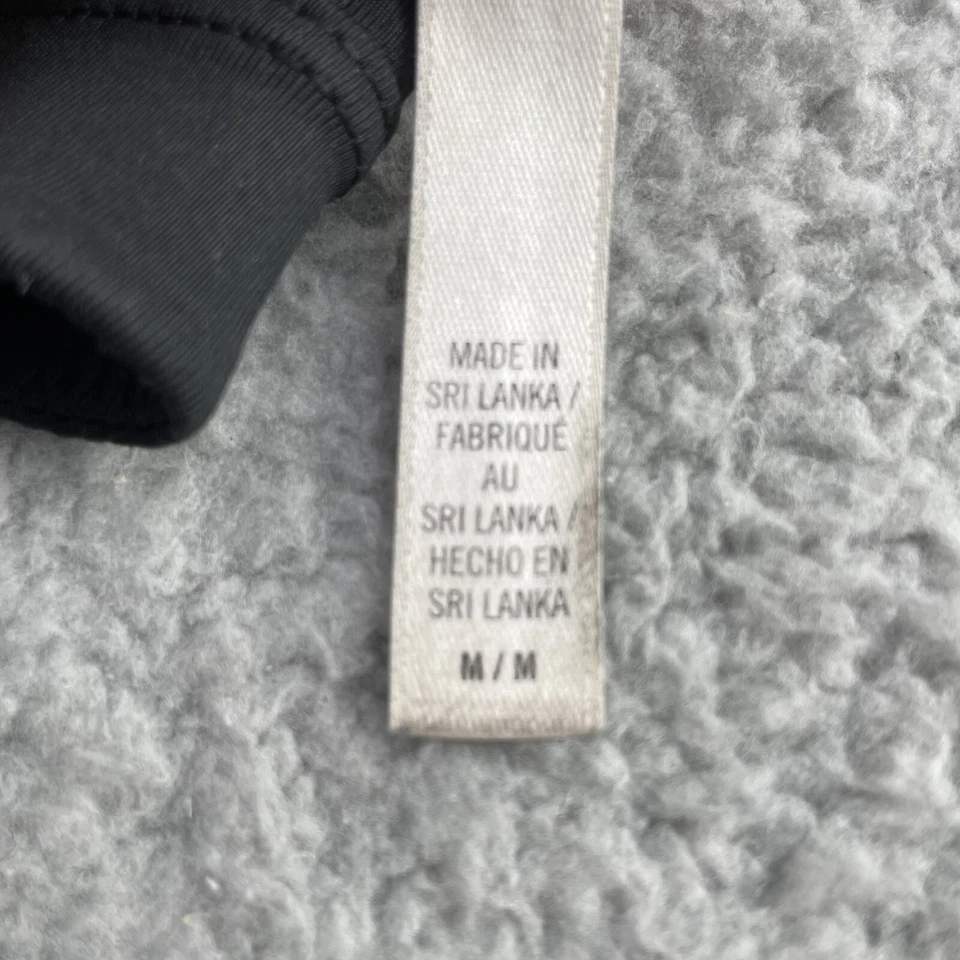 MADE IN
SRI LANKA /
FABRIQUÉ
AU
SRI LANKA /
HECHO EN
SRI LANKA
M / M